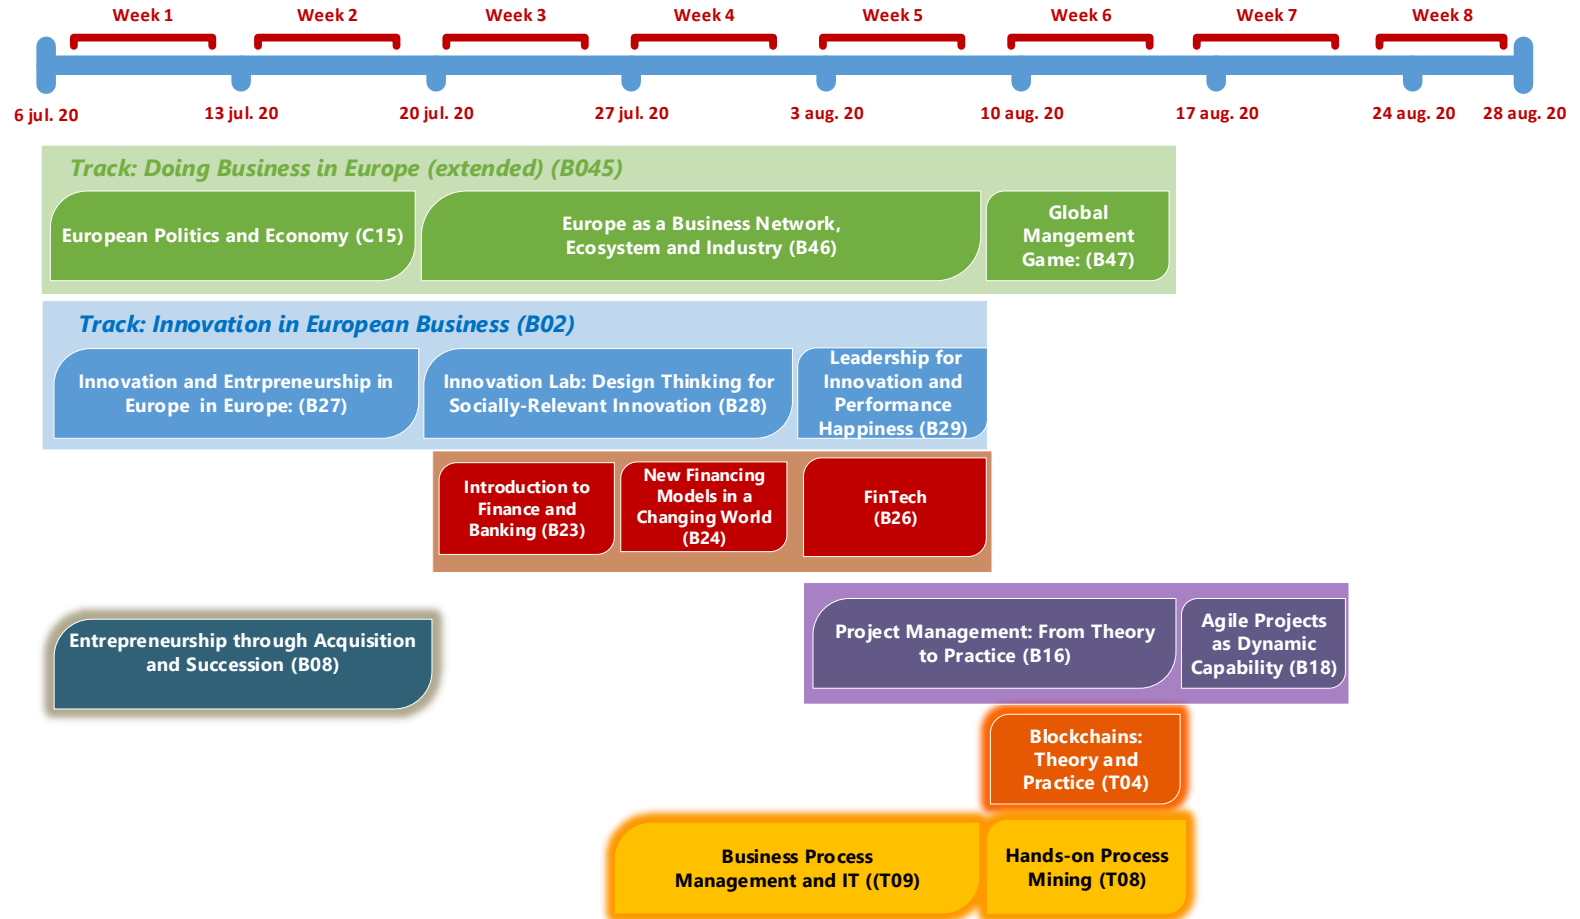 Week 1
Week 2
Week 3
Week 4
Week 5
Week 6
Week 7
Week 8
6 jul. 20
13 jul. 20
20 jul. 20
27 jul. 20
3 aug. 20
10 aug. 20
17 aug. 20
24 aug. 20
28 aug. 20
Track: Doing Business in Europe (extended) (B045)
European Politics and Economy (C15)
Europe as a Business Network,
Ecosystem and Industry (B46)
Global
Mangement
Game: (B47)
Track: Innovation in European Business (B02)
Innovation and Entrpreneurship in
Europe in Europe: (B27)
Innovation Lab: Design Thinking for
Socially-Relevant Innovation (B28)
Leadership for
Innovation and
Performance
Happiness (B29)
Introduction to
Finance and
Banking (B23)
New Financing
Models in a
Changing World
(B24)
FinTech
(B26)
Entrepreneurship through Acquisition
and Succession (B08)
Project Management: From Theory
to Practice (B16)
Agile Projects
as Dynamic
Capability (B18)
Blockchains:
Theory and
Practice (T04)
Business Process
Management and IT ((T09)
Hands-on Process
Mining (T08)